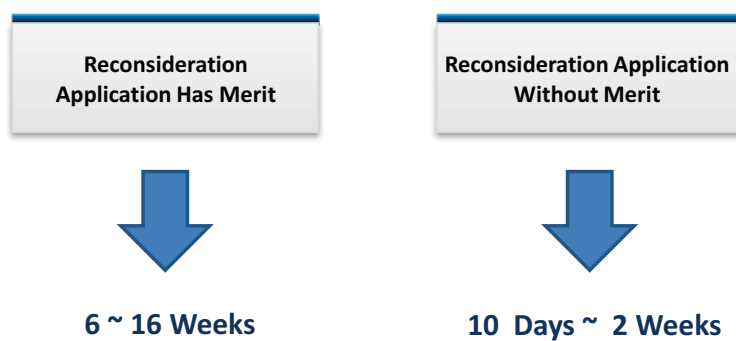 Reconsideration
Application Has Merit
6 ~ 16 Weeks
Reconsideration Application
Without Merit
10 Days ~ 2 Weeks